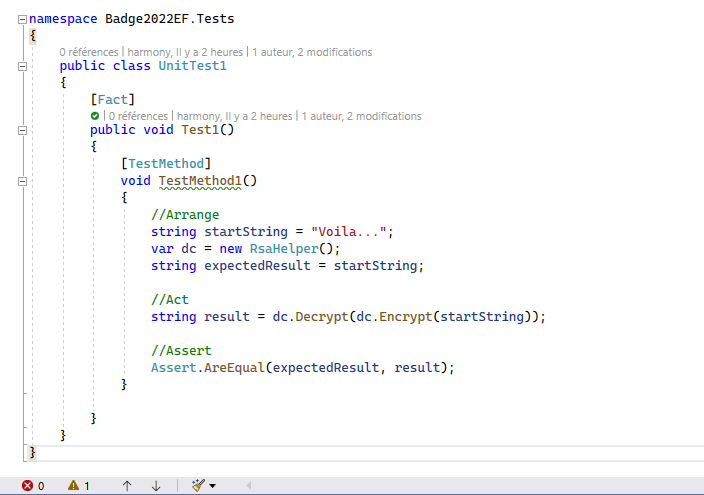 namespace Badge2022EF.Tests
{
0 références | harmony, Il y a 2 heures | 1 auteur, 2 modifications
public class UnitTest1
{
[Fact]
| 0 références | harmony, Il y a 2 heures | 1 auteur, 2 modifications
public void Test1()
{
[TestMethod]
void TestMethod1()
{
//Arrange
string startString = "Voila...";
var dc = new RsaHelper();
string expectedResult = startString;
//Act
string result = dc.Decrypt(dc.Encrypt(startString));
//Assert
Assert.AreEqual(expectedResult, result);
}
}
}
}
0 1